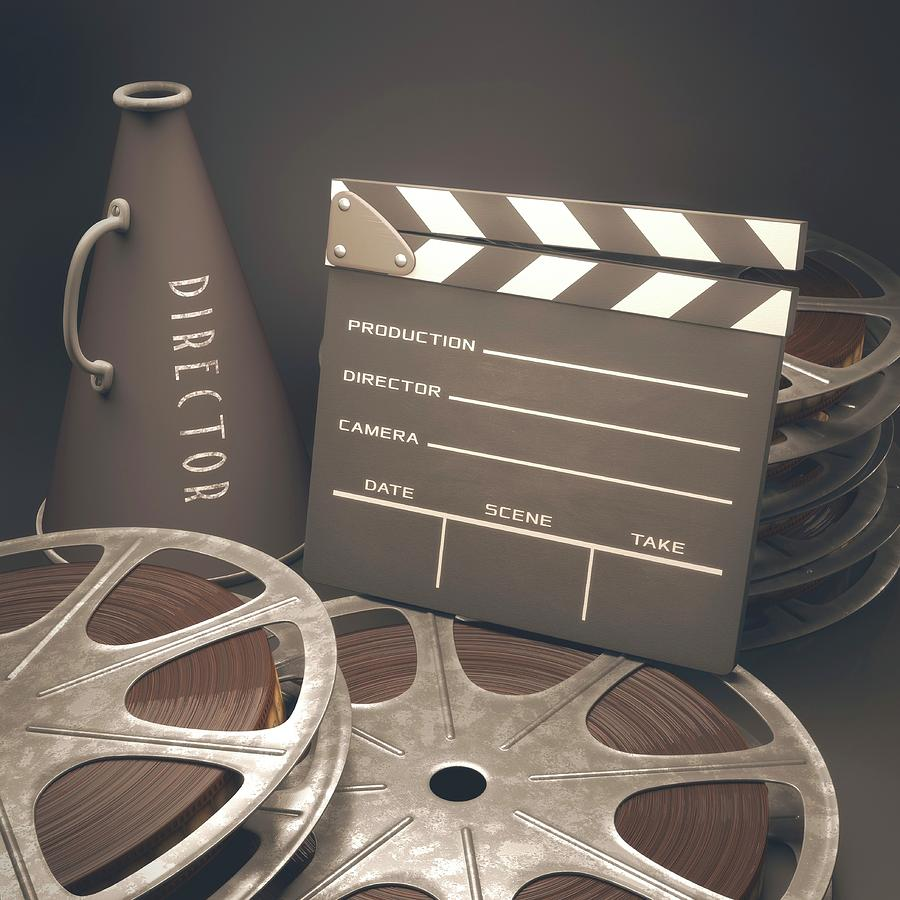 DIRECTOR
PRODUCTION
DIRECTOR
CAMERA
DATE SCENE TAKE